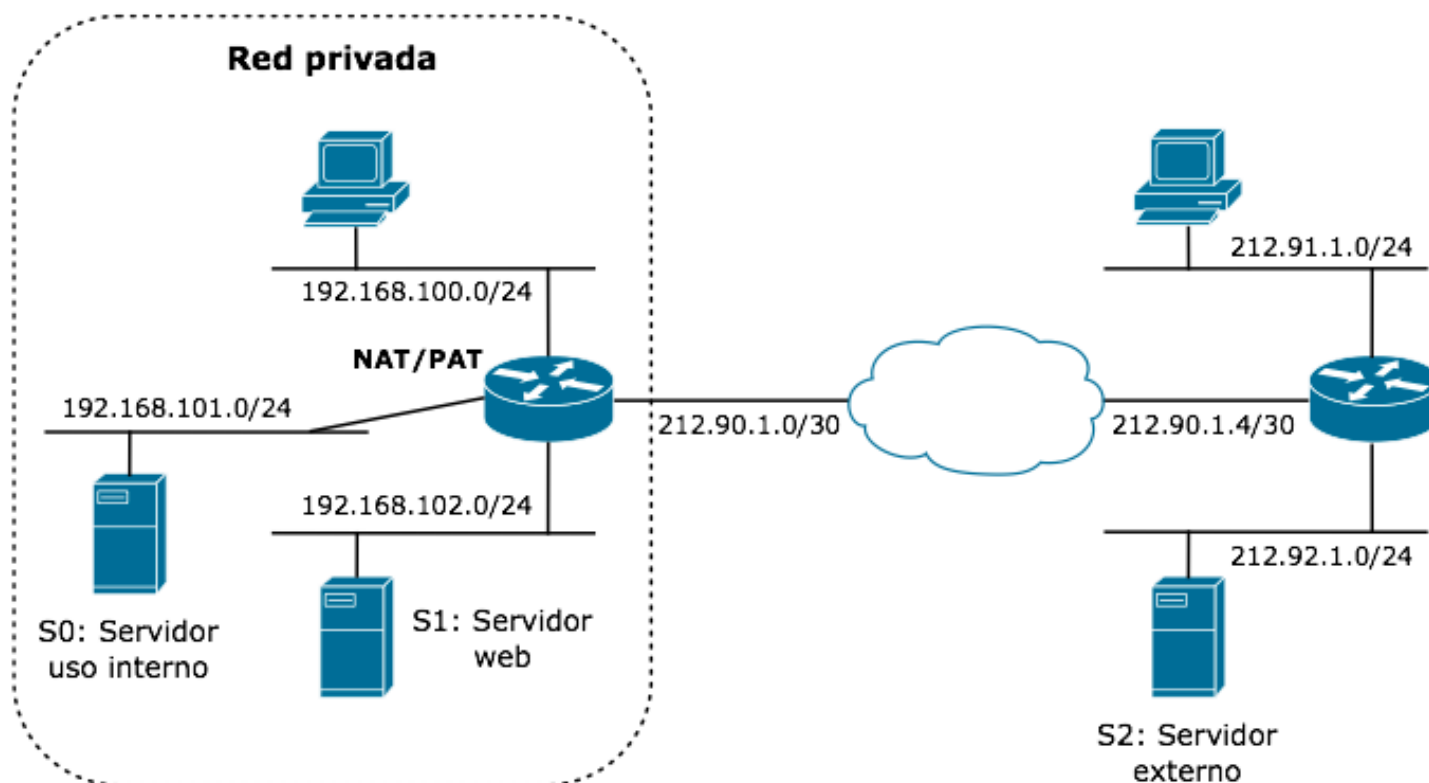 Red privada
192.168.100.0/24
212.91.1.0/24
NAT/PAT
192.168.101.0/24
212.90.1.0/30
212.90.1.4/30
192.168.102.0/24
212.92.1.0/24
S0: Servidor
uso interno
S1: Servidor
web
S2: Servidor
externo